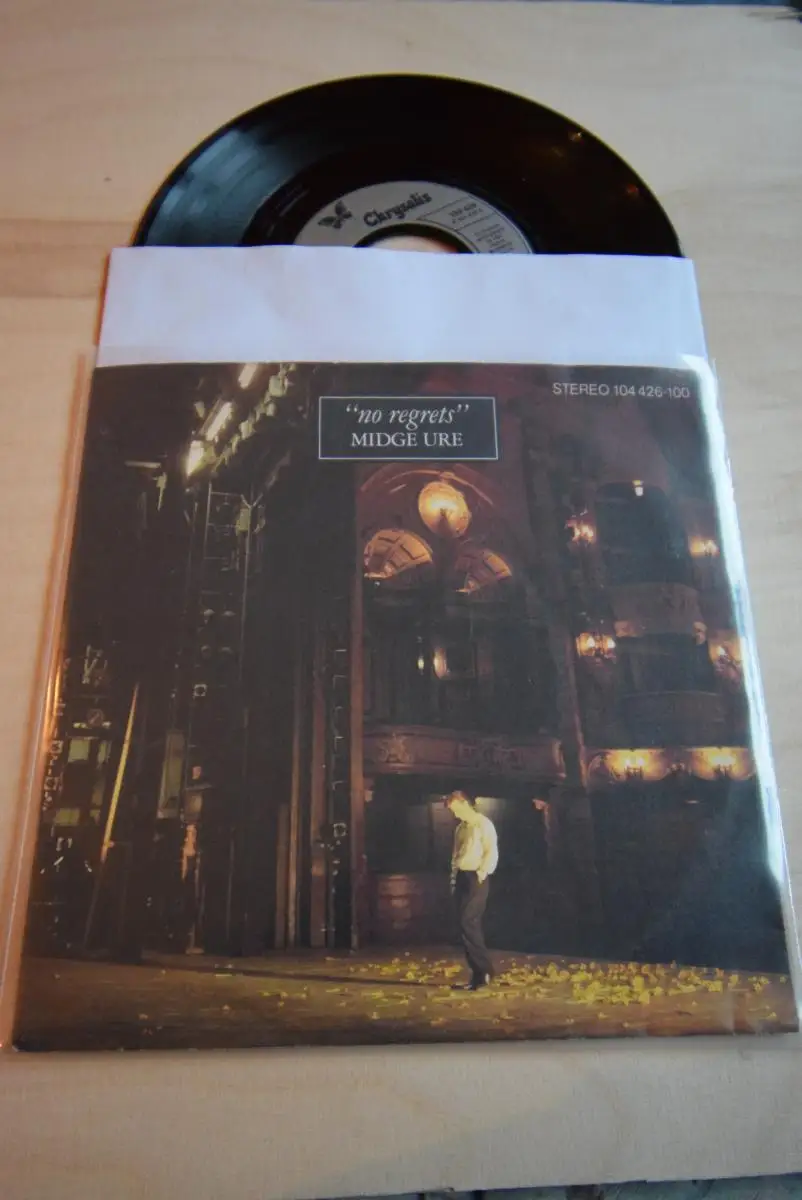 Chrysalis
STEREO 104 426-100
“no regrets”
MIDGE URE